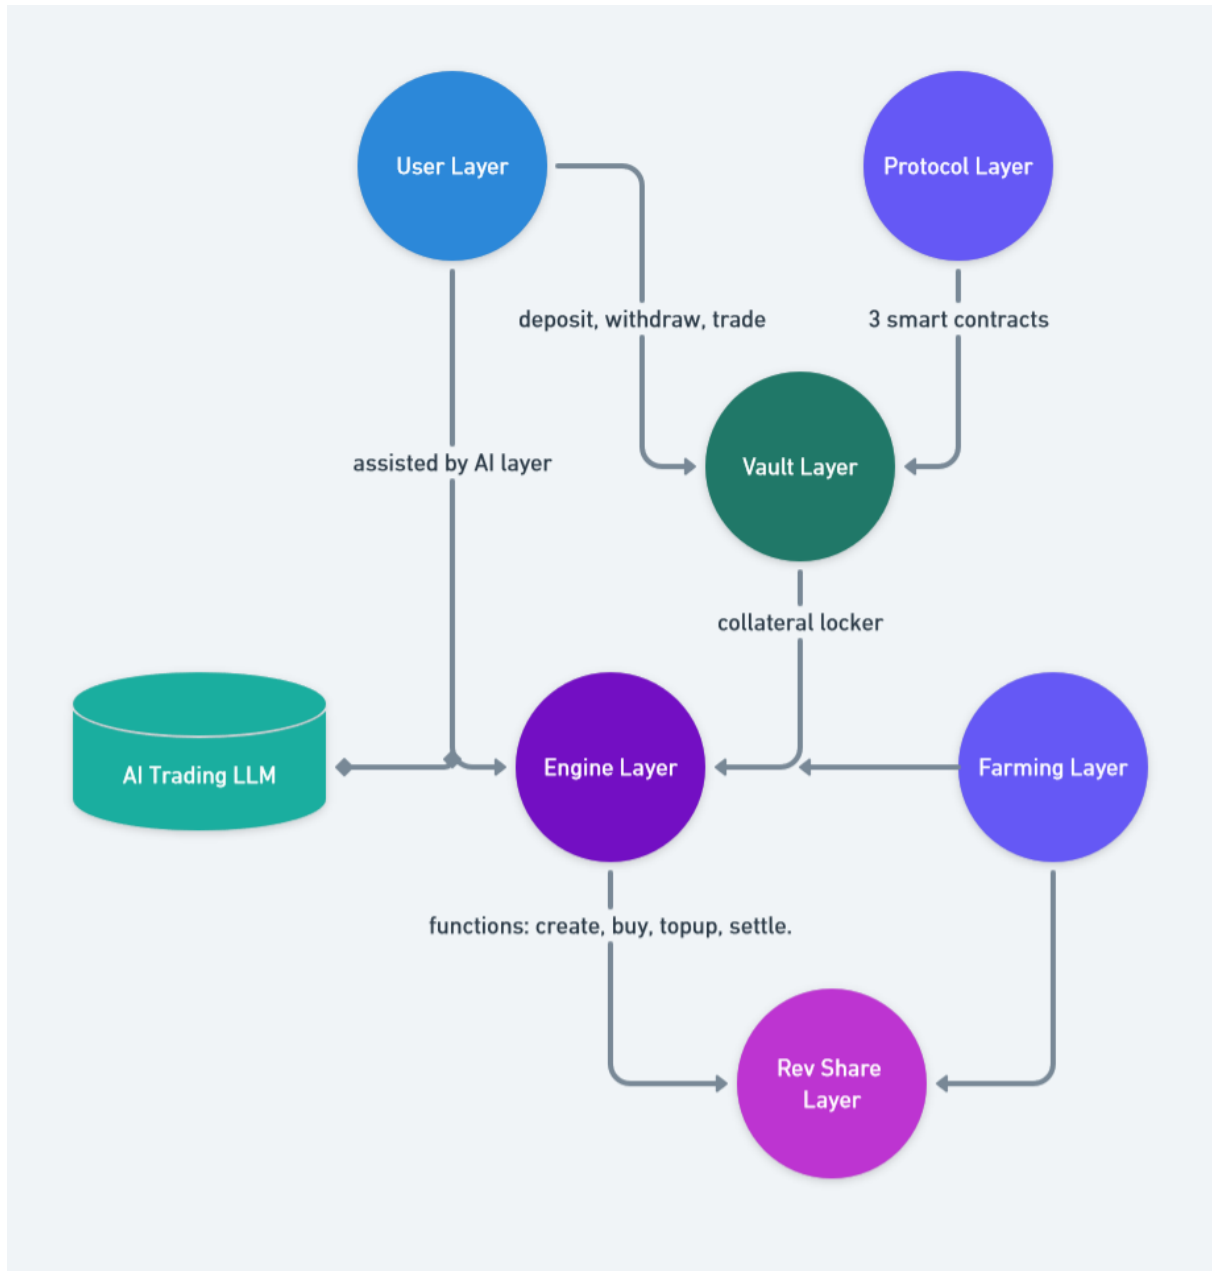 User Layer
Protocol Layer
deposit, withdraw, trade
3 smart contracts
assisted by AI layer
Vault Layer
collateral locker
AI Trading LLM
Engine Layer
Farming Layer
functions: create, buy, topup, settle.
Rev Share
Layer